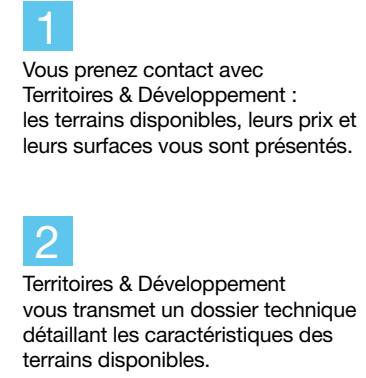 1
Vous prenez contact avec
Territoires & Développement :
les terrains disponibles, leurs prix et
leurs surfaces vous sont présentés.
2
Territoires & Développement
vous transmet un dossier technique
détaillant les caractéristiques des
terrains disponibles.